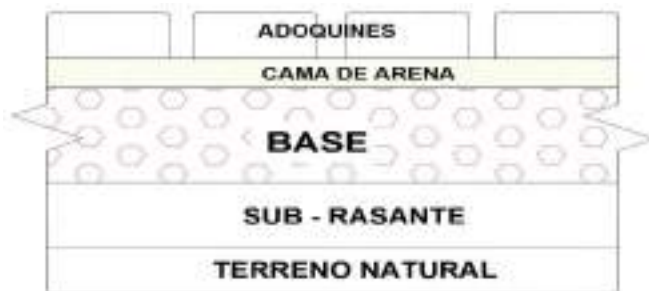 ADOQUINES
CAMA DE ARENA
BASE
SUB - RASANTE
TERRENO NATURAL